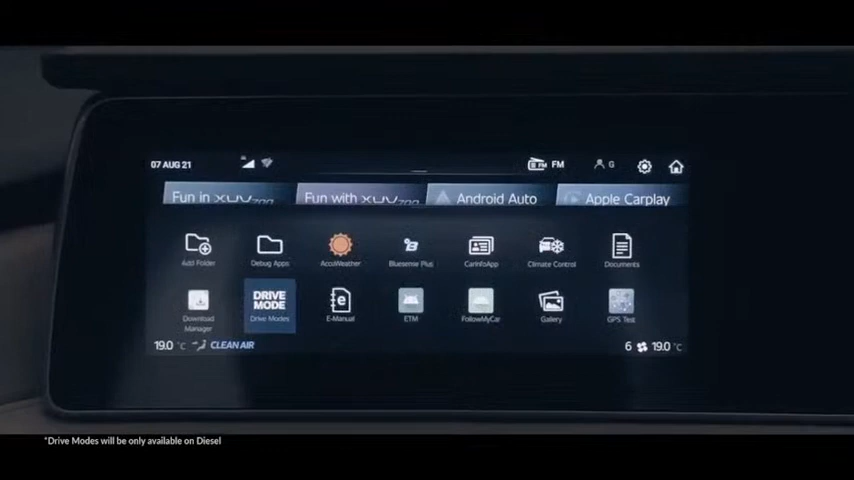 07 AUG 21
FM FM
G
Fun in XUV700
Fun with XUV700
Android Auto
Apple Carplay
Add Folder
Debug Apps
AccuWeather
Bluesense Plus
CarInfoApp
Climate Control
Documents
Download
Manager
DRIVE
MODE
Drive Modes
E-Manual
ETM
FollowMyCar
Gallery
GPS Test
19.0 °C
CLEAN AIR
6
19.0 °C
*Drive Modes will be only available on Diesel